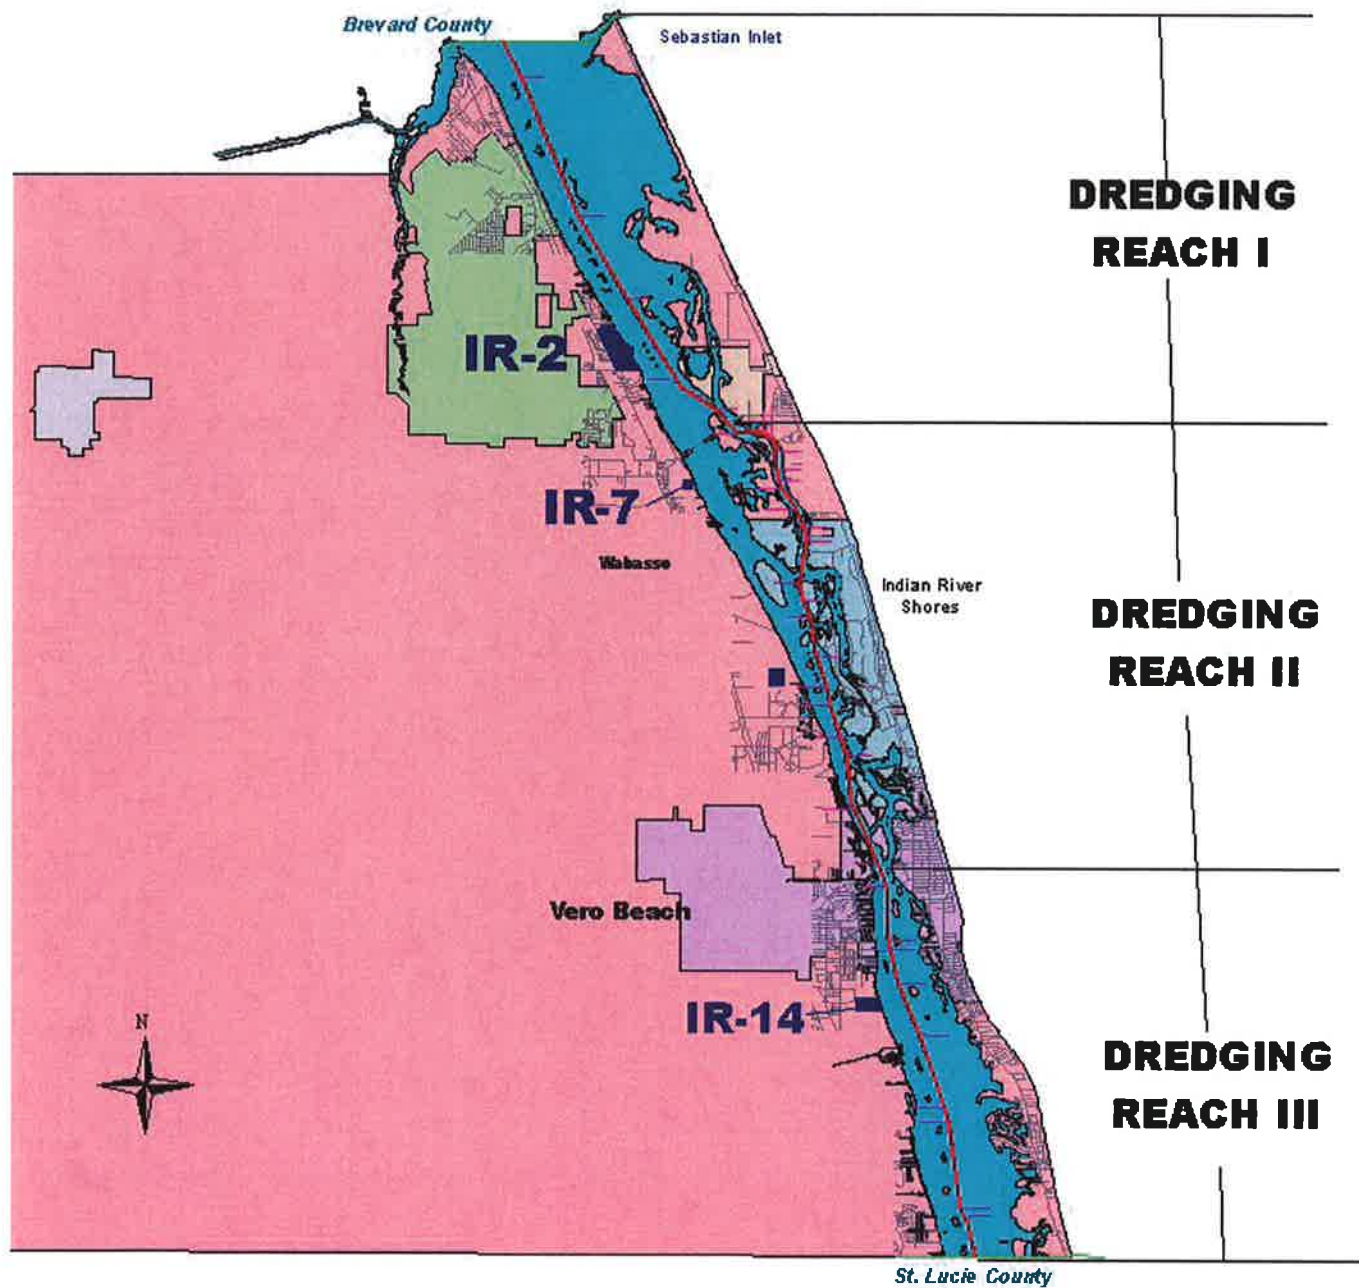 Brevard County
Sebastian Inlet
DREDGING
REACH I
IR-2
IR-7
Wabasso
Indian River
Shores
DREDGING
REACH II
Vero Beach
IR-14
N
DREDGING
REACH III
St. Lucie County